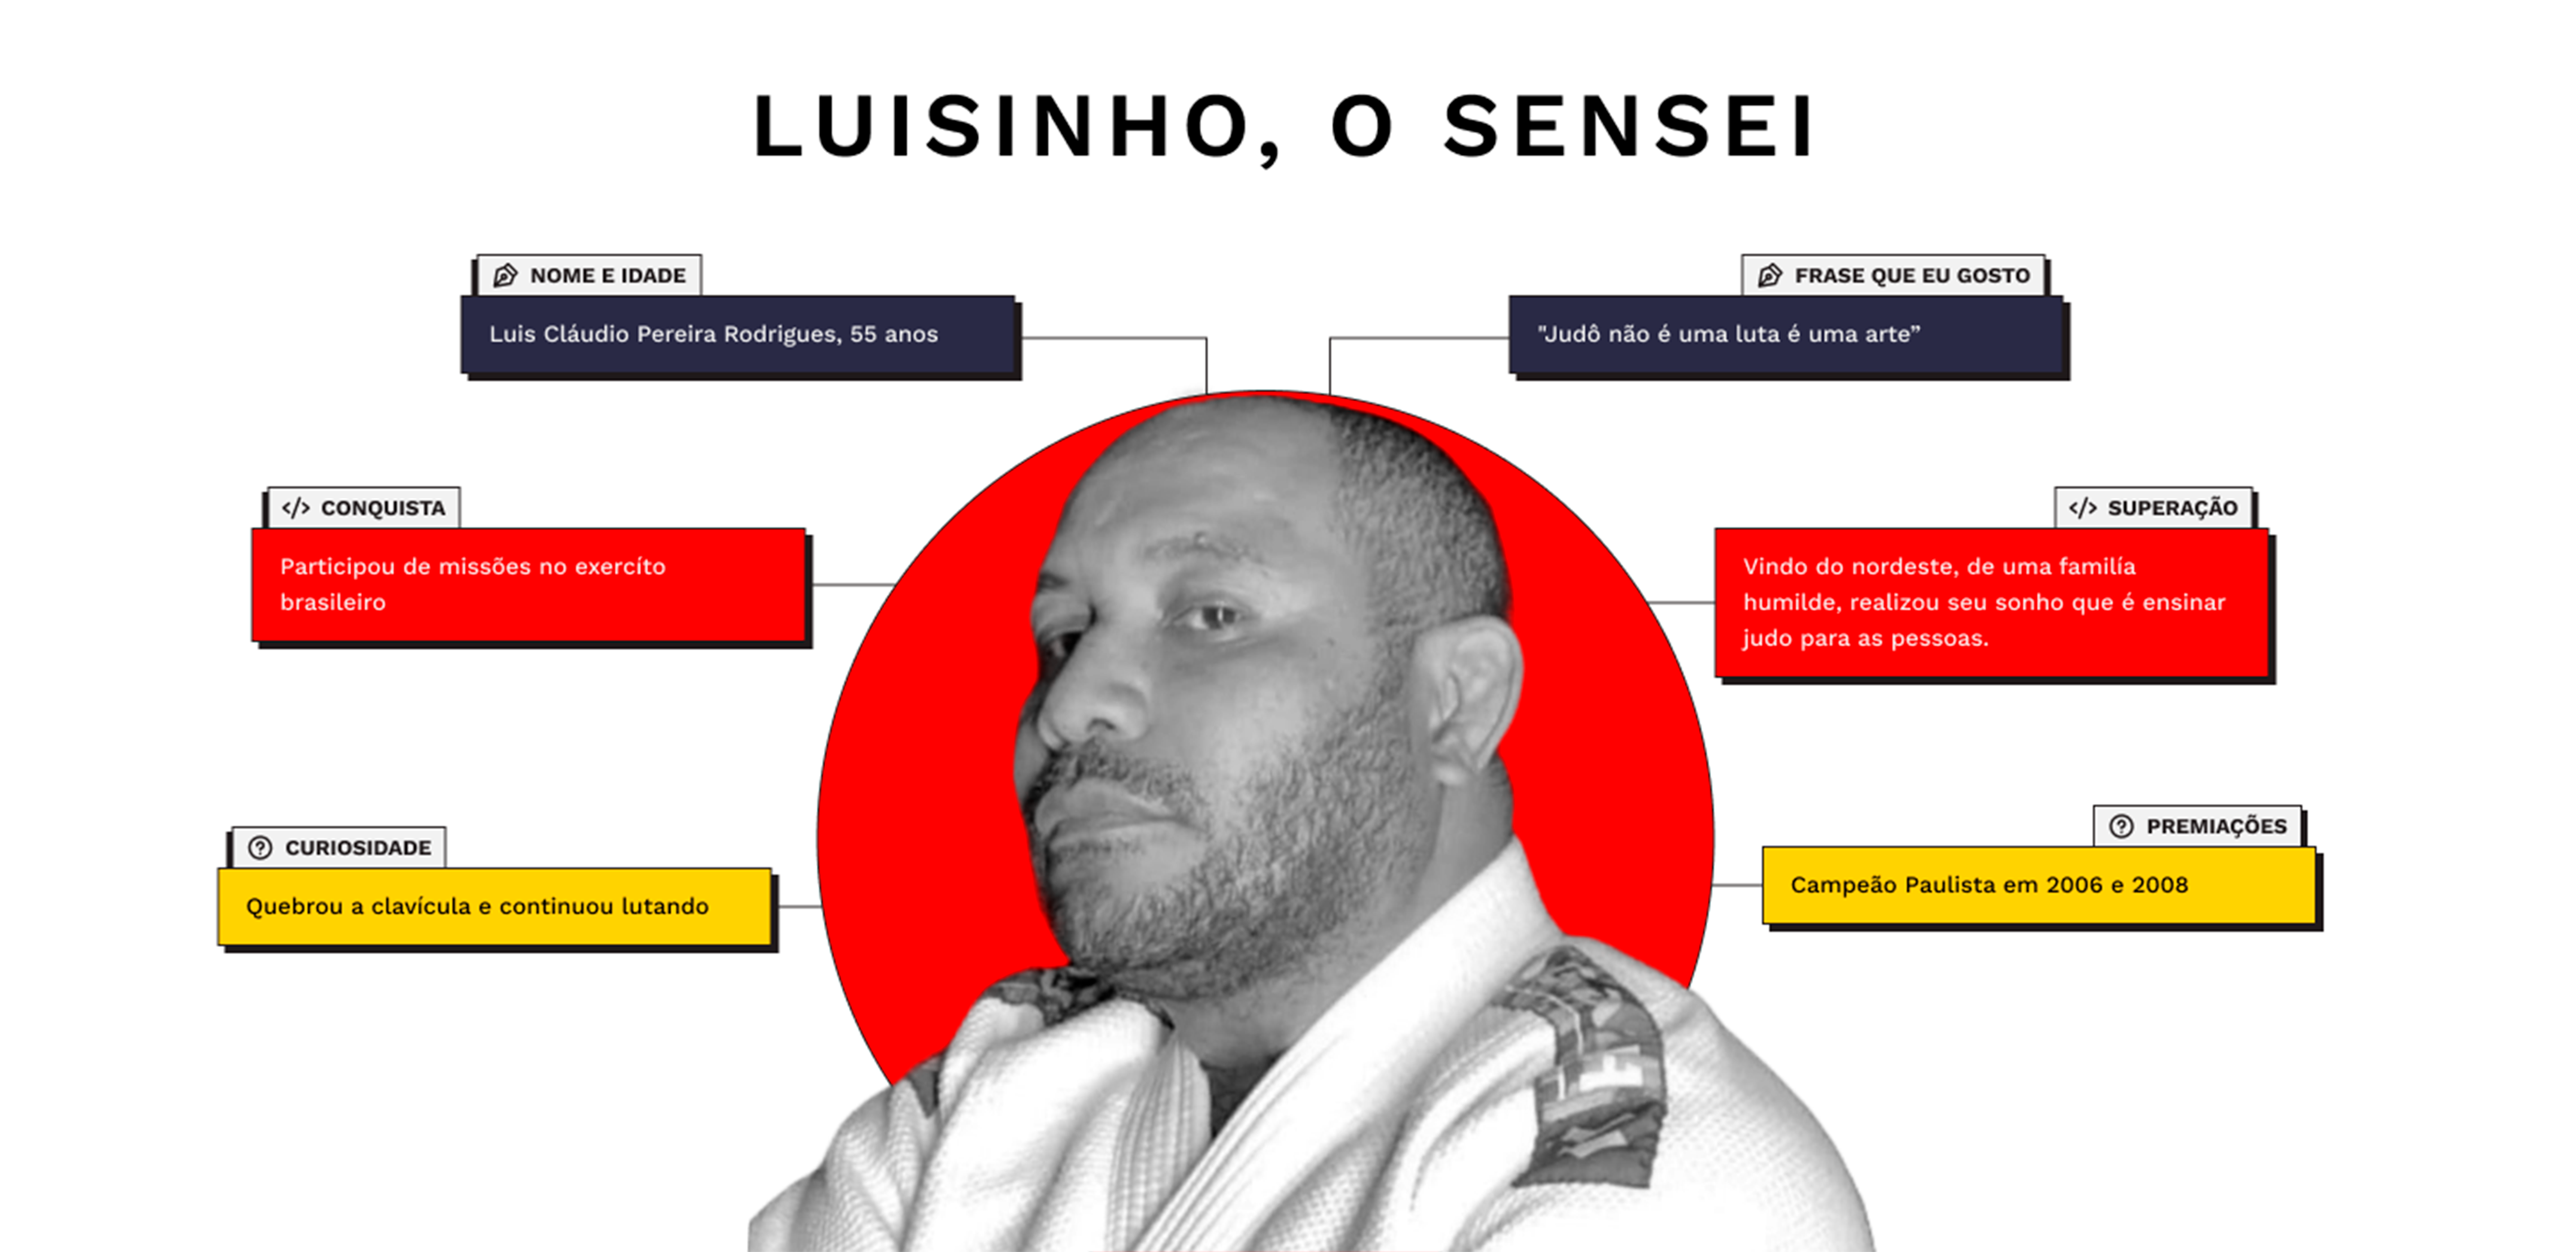 LUISINHO, O SENSEI
NOME E IDADE
Luis Cláudio Pereira Rodrigues, 55 anos
FRASE QUE EU GOSTO
"Judô não é uma luta é uma arte”
</> CONQUISTA
Participou de missões no exercíto
brasileiro
</> SUPERAÇÃO
Vindo do nordeste, de uma familía
humilde, realizou seu sonho que é ensinar
judo para as pessoas.
CURIOSIDADE
Quebrou a clavícula e continuou lutando
PREMIAÇÕES
Campeão Paulista em 2006 e 2008